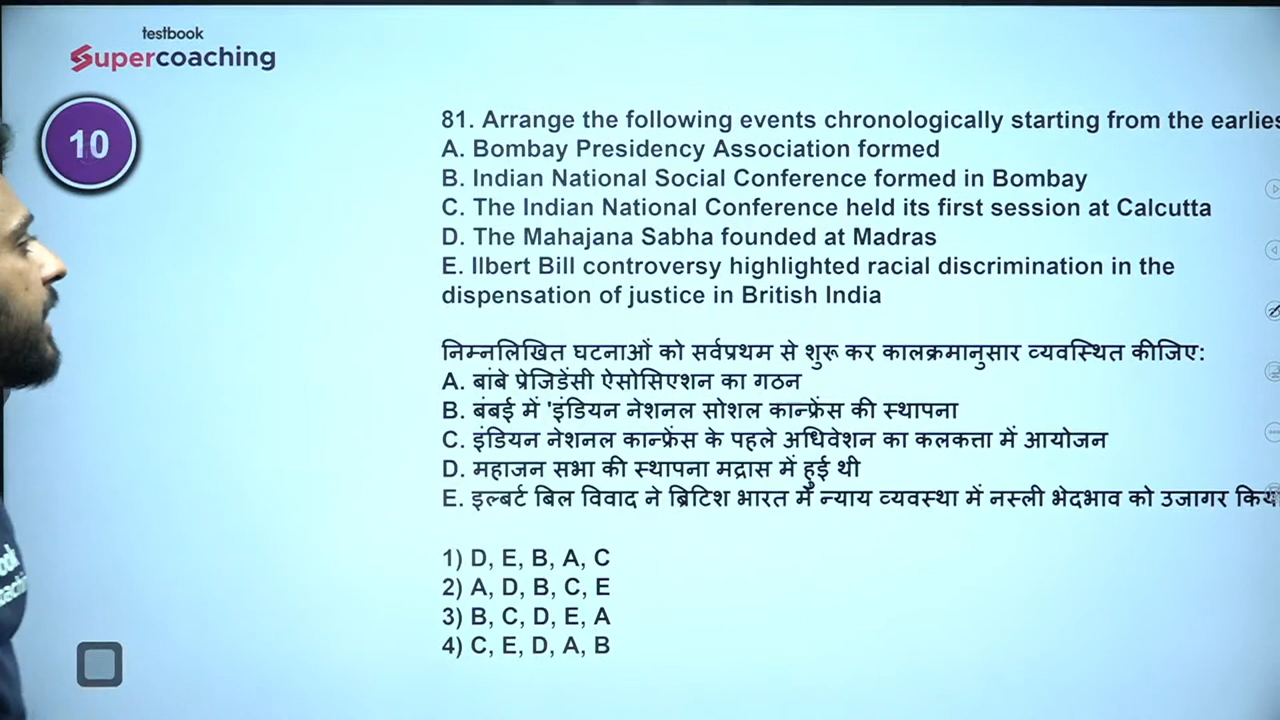 testbook
Supercoaching
10
81. Arrange the following events chronologically starting from the earlies
A. Bombay Presidency Association formed
B. Indian National Social Conference formed in Bombay
C. The Indian National Conference held its first session at Calcutta
D. The Mahajana Sabha founded at Madras
E. Ilbert Bill controversy highlighted racial discrimination in the
dispensation of justice in British India
निम्नलिखित घटनाओं को सर्वप्रथम से शुरू कर कालक्रमानुसार व्यवस्थित कीजिए:
A. बांबे प्रेजिडेंसी ऐसोसिएशन का गठन
B. बंबई में 'इंडियन नेशनल सोशल कान्फ्रेंस की स्थापना
C. इंडियन नेशनल कान्फ्रेंस के पहले अधिवेशन का कलकत्ता में आयोजन
D. महाजन सभा की स्थापना मद्रास में हुई थी
E. इल्बर्ट बिल विवाद ने ब्रिटिश भारत में न्याय व्यवस्था में नस्ली भेदभाव को उजागर
1) D, E, B, A, C
2) A, D, B, C, E
3) B, C, D, E, A
4) C, E, D, A, B